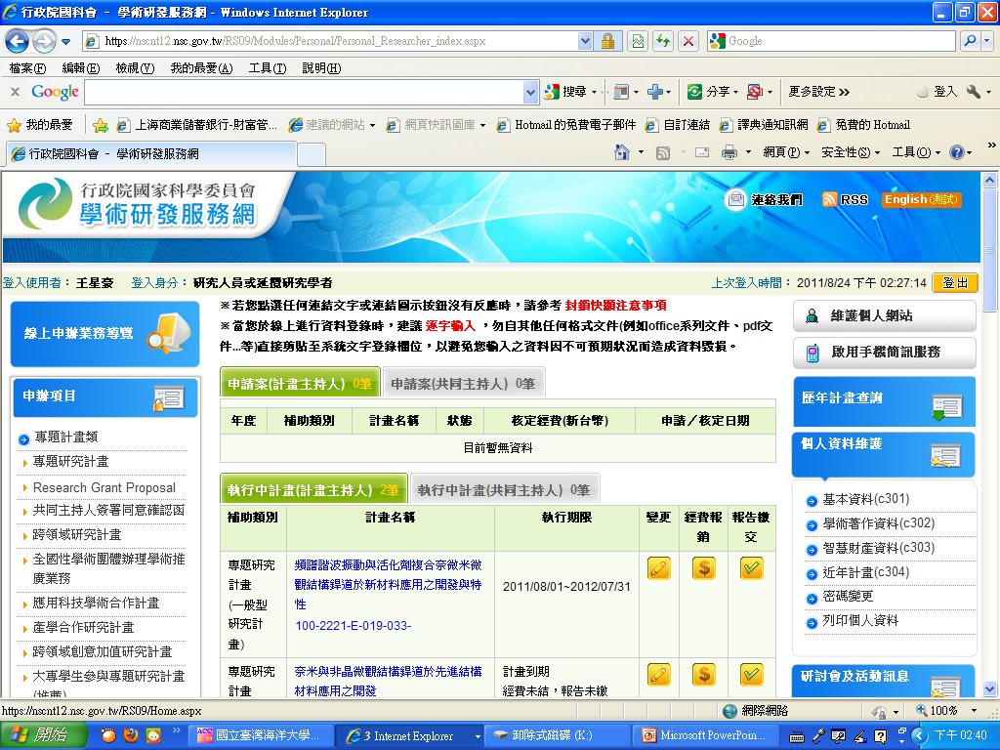 行政院國科會 - 學術研發服務網 - Windows Internet Explorer
https://nscnt12.nsc.gov.tw/RS09/Modules/Personal/Personal_Researcher_index.aspx
Google
檔案(F) 編輯(E) 檢視(V) 我的最愛(A) 工具(T) 說明(H)
x Google 搜尋 分享 更多設定 >> 登入
我的最愛 上海商業儲蓄銀行-財富管... 建議的網站 網頁快訊圖庫 Hotmail 的免費電子郵件 自訂連結 譯典通知訊網 免費的 Hotmail
行政院國科會 - 學術研發服務網
網頁(P) 安全性(S) 工具(O)
行政院國家科學委員會
學術研發服務網
連絡我們 RSS English(測試)
登入使用者：王星豪 登入身分：研究人員或延攬研究學者 上次登入時間：2011/8/24 下午 02:27:14 登出
線上申辦業務導覽
申辦項目
專題計畫類
專題研究計畫
Research Grant Proposal
共同主持人簽署同意確認函
跨領域研究計畫
全國性學術團體辦理學術推
廣業務
應用科技學術合作計畫
產學合作研究計畫
跨領域創意加值研究計畫
大專學生參與專題研究計畫
(推薦)
※若您點選任何連結文字或連結圖示按鈕沒有反應時，請參考 封鎖快顯注意事項
※當您於線上進行資料登錄時，建議 逐字輸入 ，勿自其他任何格式文件(例如office系列文件、pdf文
件...等)直接剪貼至系統文字登錄欄位，以避免您輸入之資料因不可預期狀況而造成資料毀損。
申請案(計畫主持人) 0筆 申請案(共同主持人) 0筆
年度 補助類別 計畫名稱 狀態 核定經費(新台幣) 申請／核定日期
目前暫無資料
執行中計畫(計畫主持人) 2筆 執行中計畫(共同主持人) 0筆
補助類別 計畫名稱 執行期限 變更 經費報銷 報告繳交
專題研究
計畫
(一般型
研究計
畫)
頻譜諧波振動與活化劑複合奈微米微
觀結構銲道於新材料應用之開發與特
性
100-2221-E-019-033-
2011/08/01~2012/07/31
專題研究
奈米與非晶微觀結構銲道於先進結構
材料應用之開發
計畫到期
經費未結，報告未繳
維護個人網站
啟用手機簡訊服務
歷年計畫查詢
個人資料維護
基本資料(c301)
學術著作資料(c302)
智慧財產資料(c303)
近年計畫(c304)
密碼變更
列印個人資料
研討會及活動訊息
https://nscnt12.nsc.gov.tw/RS09/Home.aspx 網際網路 100%
開始 國立臺灣海洋大學... 3 Internet Explorer 卸除式磁碟 (K:) Microsoft PowerPoin... 下午 02:40